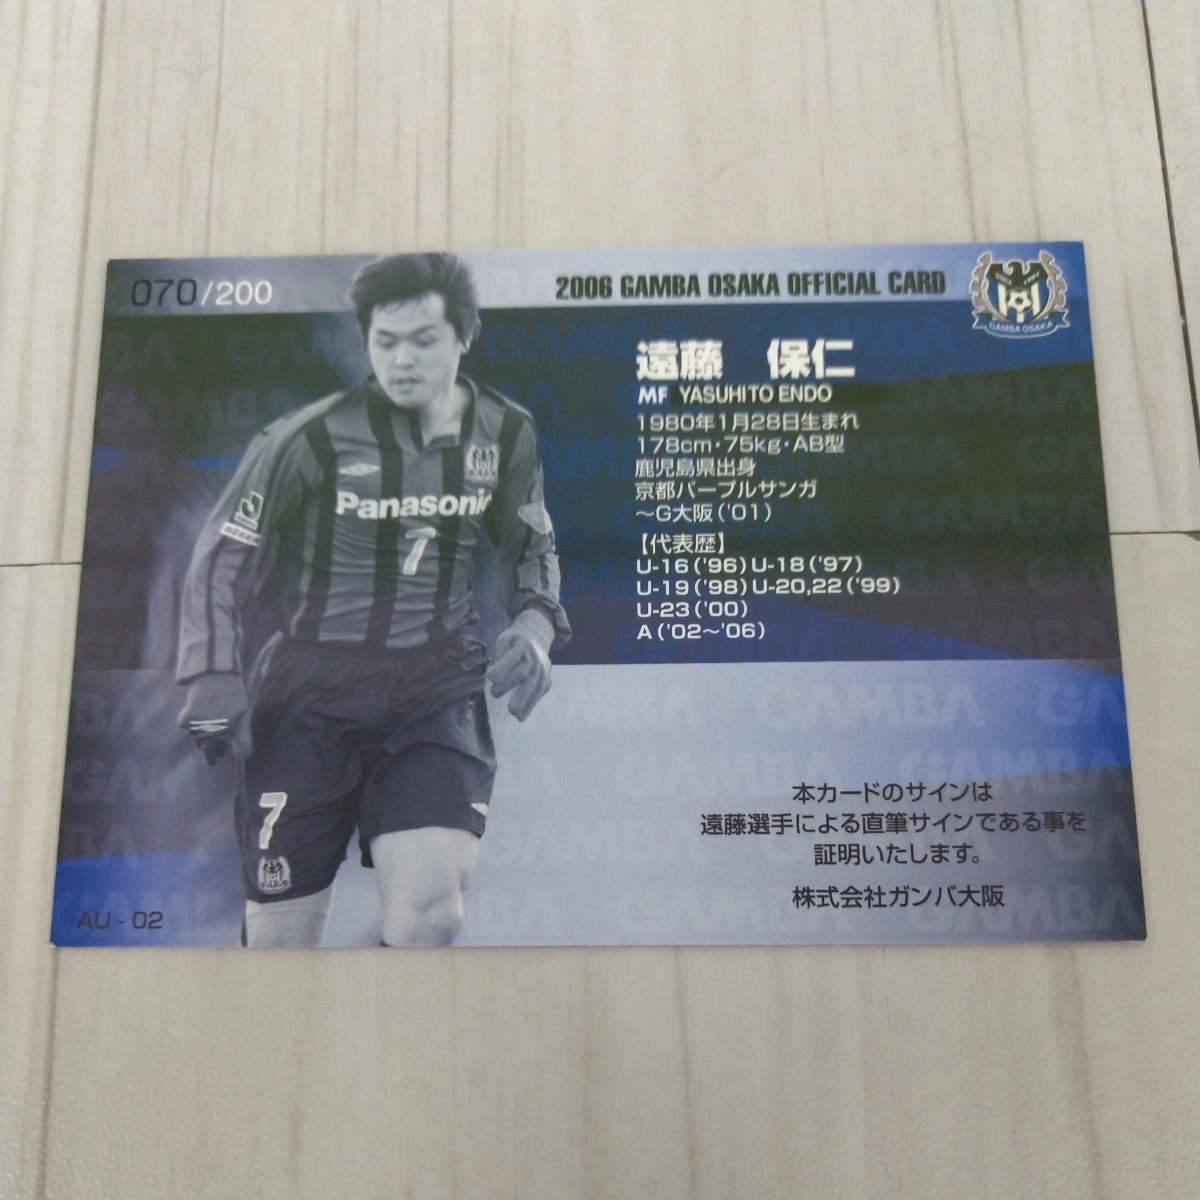 070/200
2006 GAMBA OSAKA OFFICIAL CARD
GAMBA OSAKA
遠藤　保仁
MF YASUHITO ENDO
1980年1月28日生まれ
178cm・75kg・AB型
鹿児島県出身
京都パープルサンガ
～G大阪('01)
【代表歴】
U-16('96) U-18('97)
U-19('98) U-20,22('99)
U-23('00)
A('02～'06)
Panasonic
7
7
本カードのサインは
遠藤選手による直筆サインである事を
証明いたします。
株式会社ガンバ大阪
AU - 02